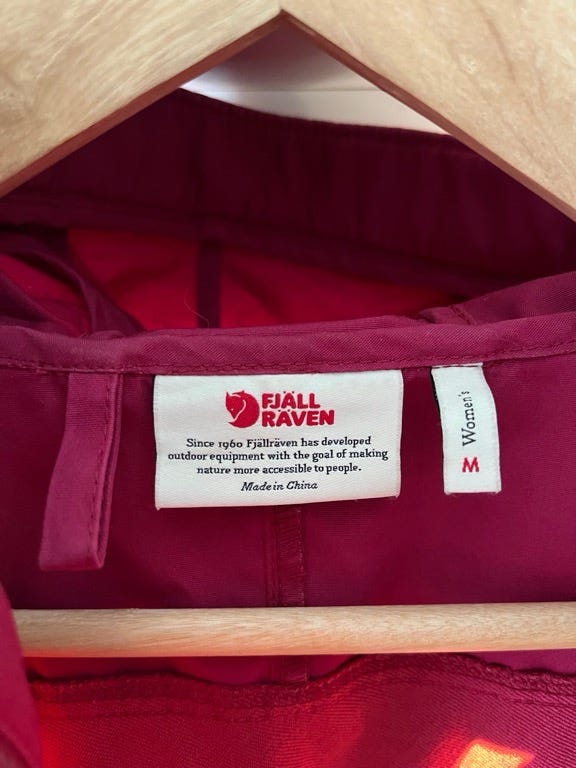 FJÄLL
RÄVEN
Since 1960 Fjällräven has developed
outdoor equipment with the goal of making
nature more accessible to people.
Made in China
Women's
M